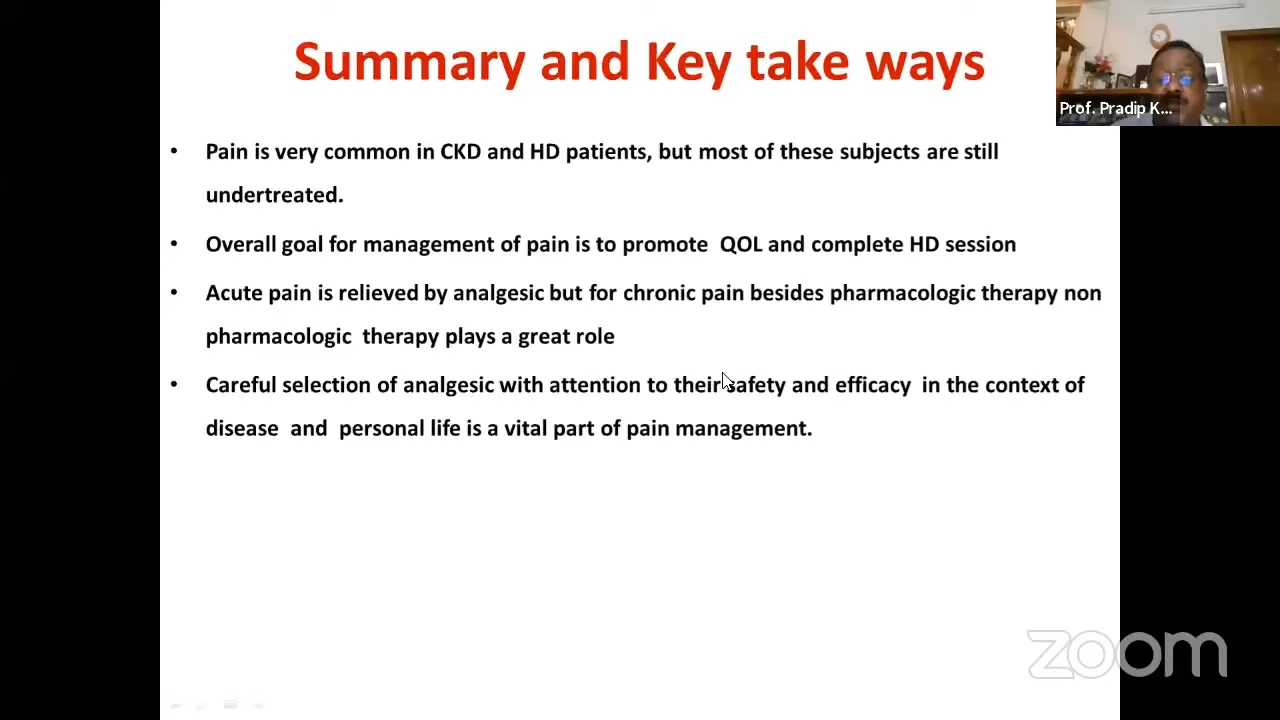 Summary and Key take ways
Prof. Pradip K...
• Pain is very common in CKD and HD patients, but most of these subjects are still
undertreated.
• Overall goal for management of pain is to promote QOL and complete HD session
• Acute pain is relieved by analgesic but for chronic pain besides pharmacologic therapy non
pharmacologic therapy plays a great role
• Careful selection of analgesic with attention to their safety and efficacy in the context of
disease and personal life is a vital part of pain management.
zoom